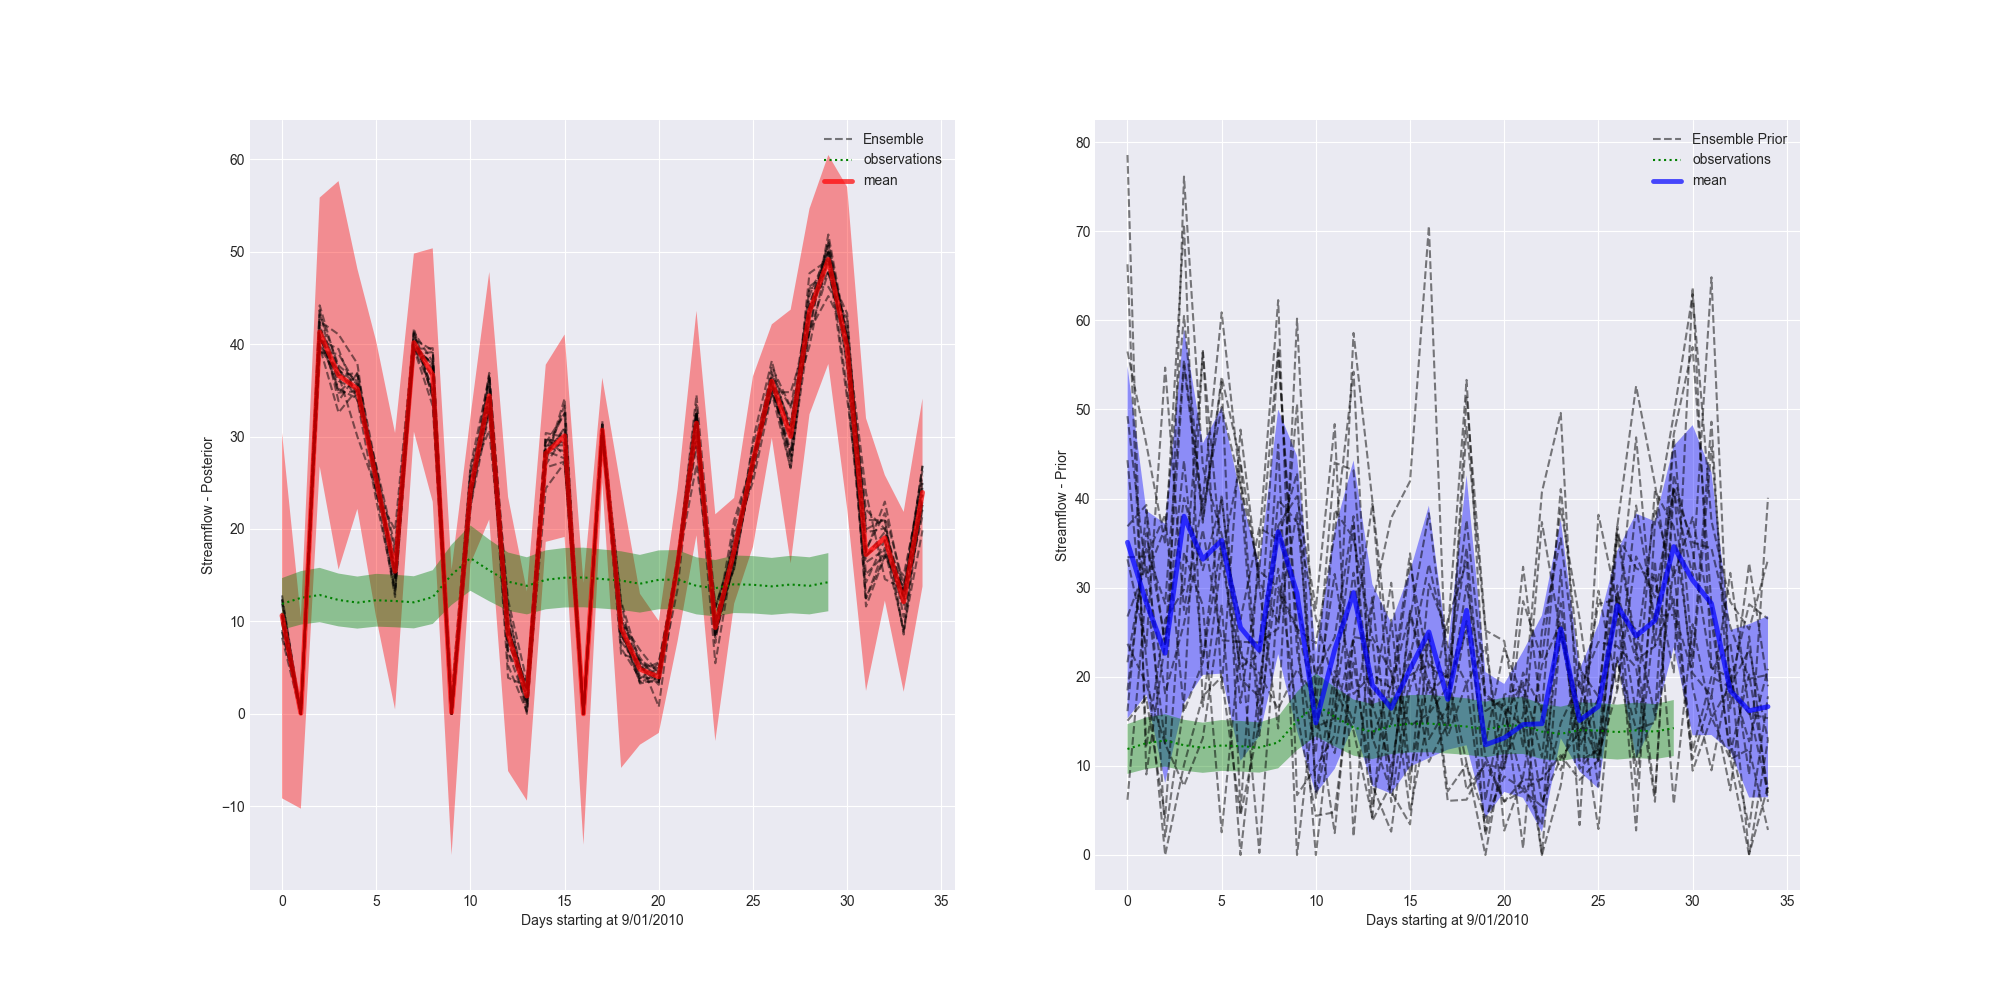 Streamflow - Posterior
60
50
40
30
20
10
0
−10
0 5 10 15 20 25 30 35
Days starting at 9/01/2010
Ensemble
observations
mean
Streamflow - Prior
80
70
60
50
40
30
20
10
0
0 5 10 15 20 25 30 35
Days starting at 9/01/2010
Ensemble Prior
observations
mean